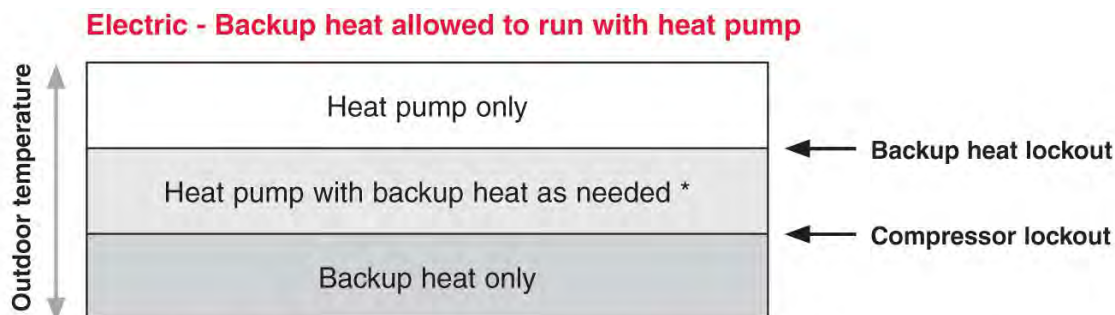 Electric - Backup heat allowed to run with heat pump
Outdoor temperature
Heat pump only
Backup heat lockout
Heat pump with backup heat as needed *
Compressor lockout
Backup heat only